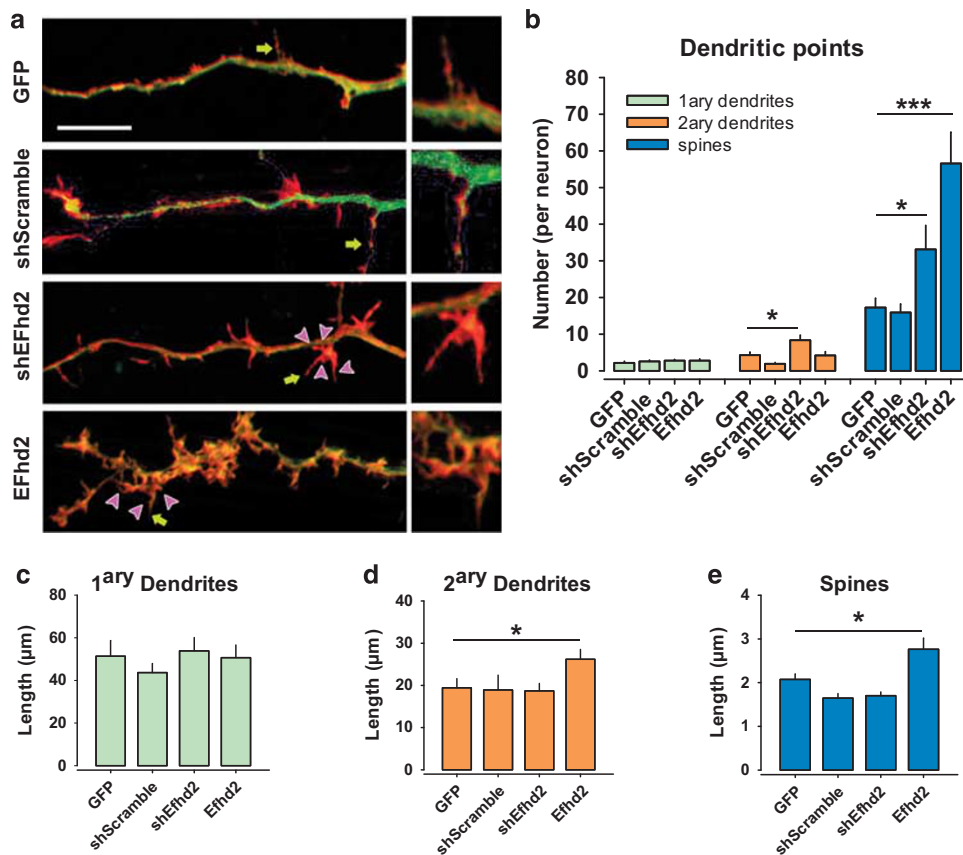 a
GFP
shScramble
shEFhd2
EFhd2
b
Dendritic points
Number (per neuron)
80
70
60
50
40
30
20
10
0
1ary dendrites
2ary dendrites
spines
*
*
***
GFP
shScramble
shEfhd2
Efhd2
GFP
shScramble
shEfhd2
Efhd2
GFP
shScramble
shEfhd2
Efhd2
c
1ary Dendrites
Length (µm)
80
60
40
20
0
GFP
shScramble
shEfhd2
Efhd2
d
2ary Dendrites
Length (µm)
40
30
20
10
0
*
GFP
shScramble
shEfhd2
Efhd2
e
Spines
Length (µm)
4
3
2
1
0
*
GFP
shScramble
shEfhd2
Efhd2